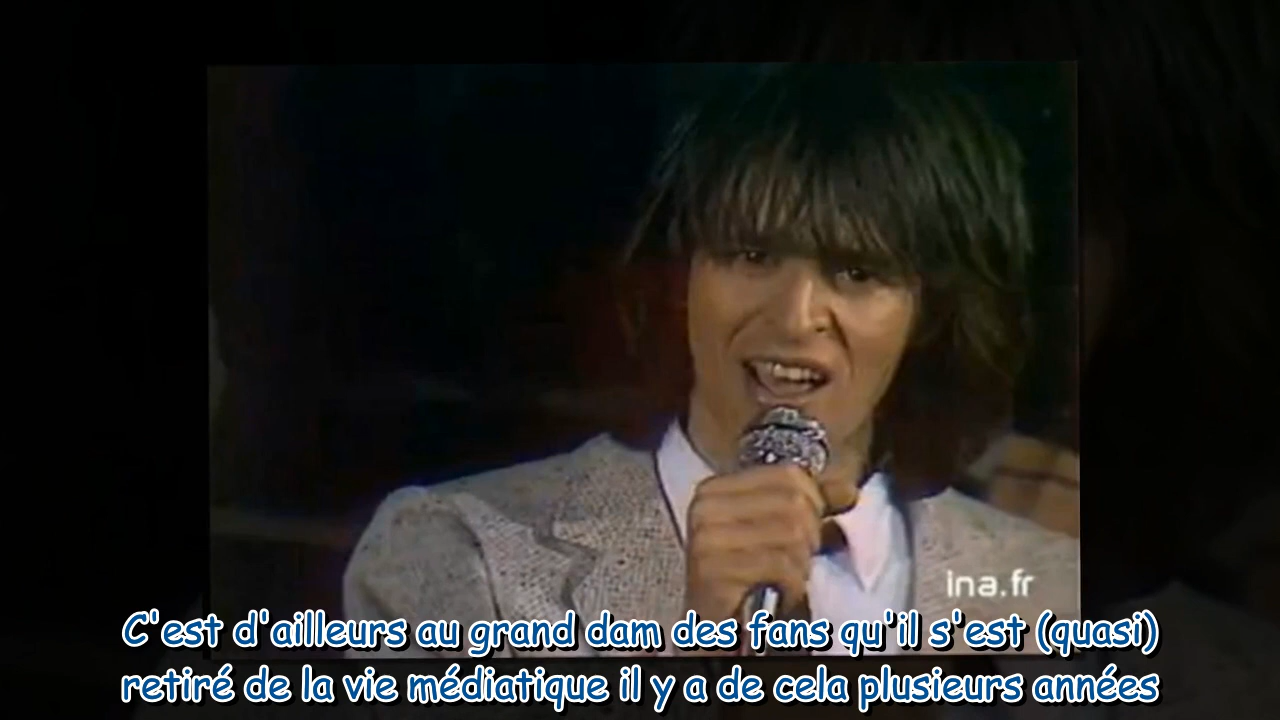 ina.fr
C'est d'ailleurs au grand dam des fans qu'il s'est (quasi)
retiré de la vie médiatique il y a de cela plusieurs années